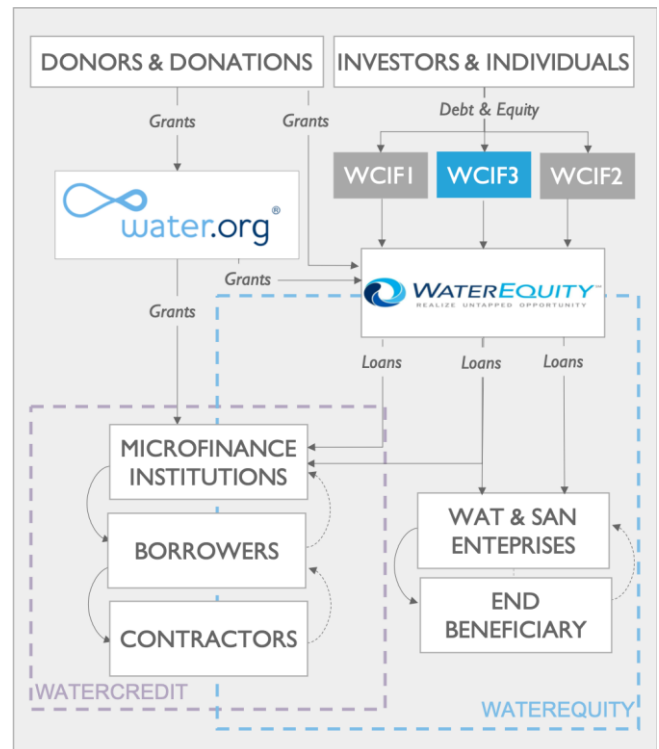 DONORS & DONATIONS
INVESTORS & INDIVIDUALS
Grants
Grants
Debt & Equity
WCIF1
WCIF3
WCIF2
water.org®
Grants
WATEREQUITY™
REALIZE UNTAPPED OPPORTUNITY
Grants
Loans
Loans
Loans
MICROFINANCE
INSTITUTIONS
WAT & SAN
ENTEPRISES
BORROWERS
END
BENEFICIARY
CONTRACTORS
WATERCREDIT
WATEREQUITY